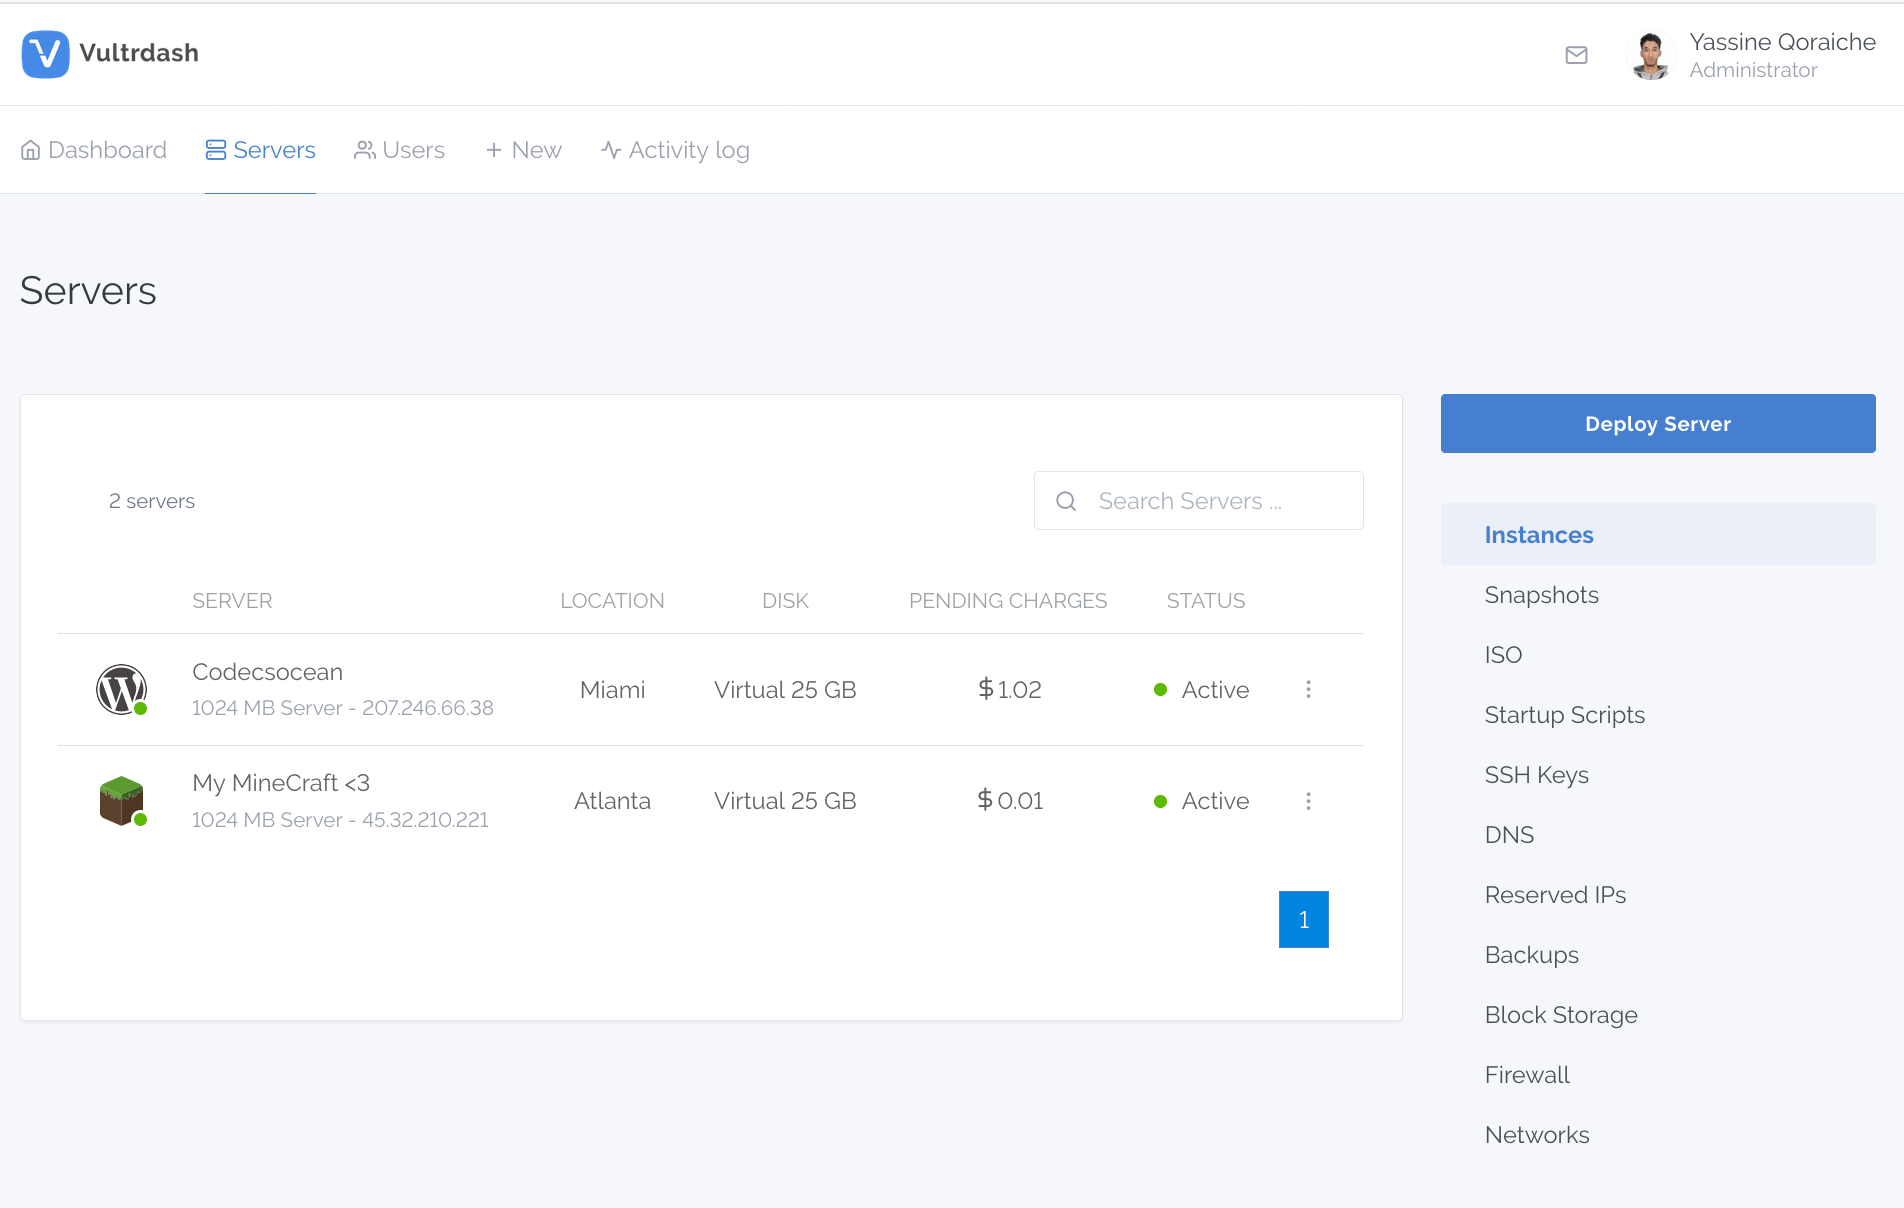 Vultrdash
Yassine Qoraiche
Administrator
Dashboard Servers Users + New Activity log
Servers
Deploy Server
2 servers
Search Servers ...
SERVER LOCATION DISK PENDING CHARGES STATUS
Codecsocean
1024 MB Server - 207.246.66.38
Miami Virtual 25 GB $1.02 Active
My MineCraft <3
1024 MB Server - 45.32.210.221
Atlanta Virtual 25 GB $0.01 Active
1
Instances
Snapshots
ISO
Startup Scripts
SSH Keys
DNS
Reserved IPs
Backups
Block Storage
Firewall
Networks